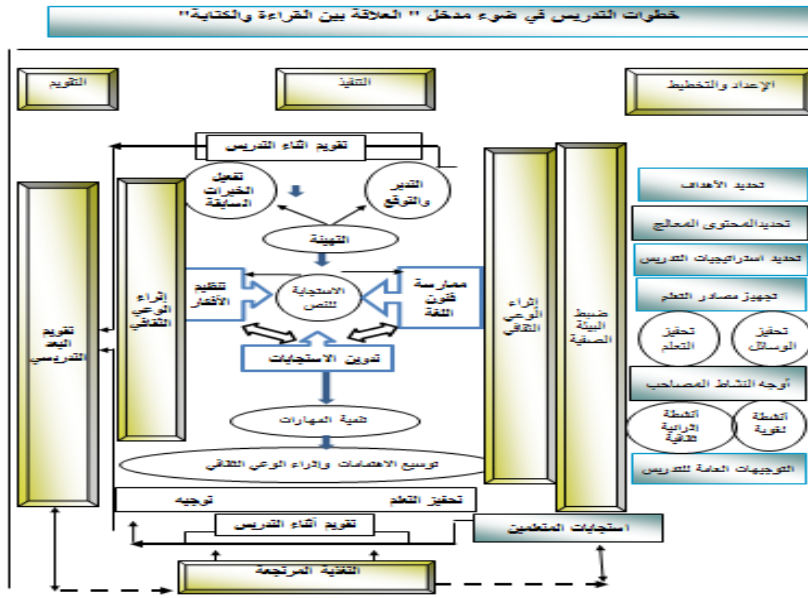 خطوات التدريس في ضوء مدخل " العلاقة بين القراءة والكتابة"
الإعداد والتخطيط
التنفيذ
التقويم
تحديد الأهداف
تحديدالمحتوى المعالج
تحديد استراتيجيات التدريس
تجهيز مصادر التعلم
تحفيز
الوسائل
تحفيز
التعلم
أوجه النشاط المصاحب
أنشطة
لغوية
أنشطة
إثرائية
ثقافية
التوجيهات العامة للتدريس
ضبط
البيئة
الصفية
إثراء
الوعي
الثقافي
تقويم أثناء التدريس
التدبر
والتوقع
تفعيل
الخبرات
السابقة
التهيئة
ممارسة
فنون
اللغة
الاستجابة
للنص
تنظيم
الأفكار
تدوين الاستجابات
تنمية المهارات
توسيع الاهتمامات وإثراء الوعي الثقافي
تحفيز التعلم
توجيه
تقويم أثناء التدريس
استجابات المتعلمين
التغذية المرتجعة
إثراء
الوعي
الثقافي
تقويم
البعد
التدريسي